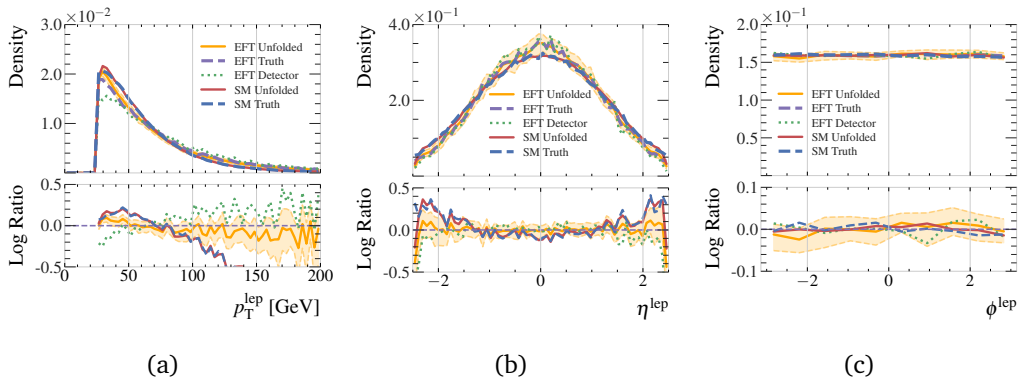 3.0 ×10⁻²
Density
2.0
1.0
EFT Unfolded
EFT Truth
EFT Detector
SM Unfolded
SM Truth
Log Ratio
0.5
0.0
-0.5
0 50 100 150 200
p_T^lep [GeV]
(a)
×10⁻¹
Density
4.0
2.0
EFT Unfolded
EFT Truth
EFT Detector
SM Unfolded
SM Truth
Log Ratio
0.5
0.0
-0.5
−2 0 2
η^lep
(b)
2.1 ×10⁻¹
Density
1.6
1.1
0.5
0.0
EFT Unfolded
EFT Truth
EFT Detector
SM Unfolded
SM Truth
Log Ratio
0.1
0.0
-0.1
−2 0 2
ϕ^lep
(c)